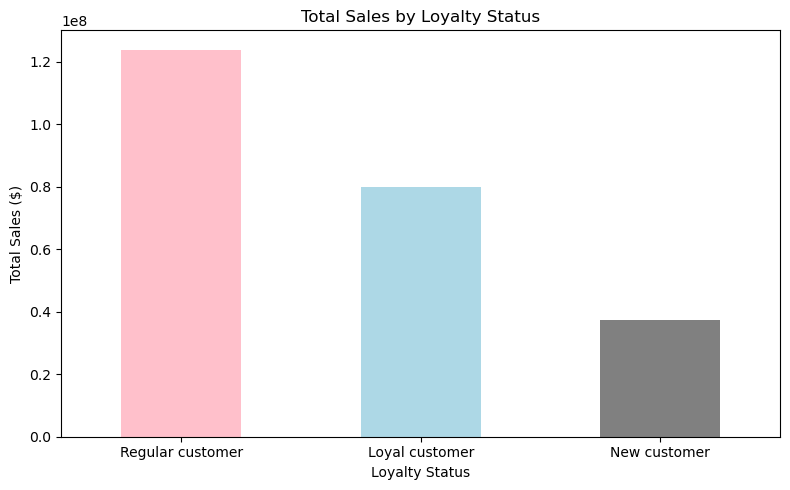 Total Sales by Loyalty Status
1e8
1.2
1.0
0.8
0.6
0.4
0.2
0.0
Total Sales ($)
Regular customer
Loyal customer
New customer
Loyalty Status